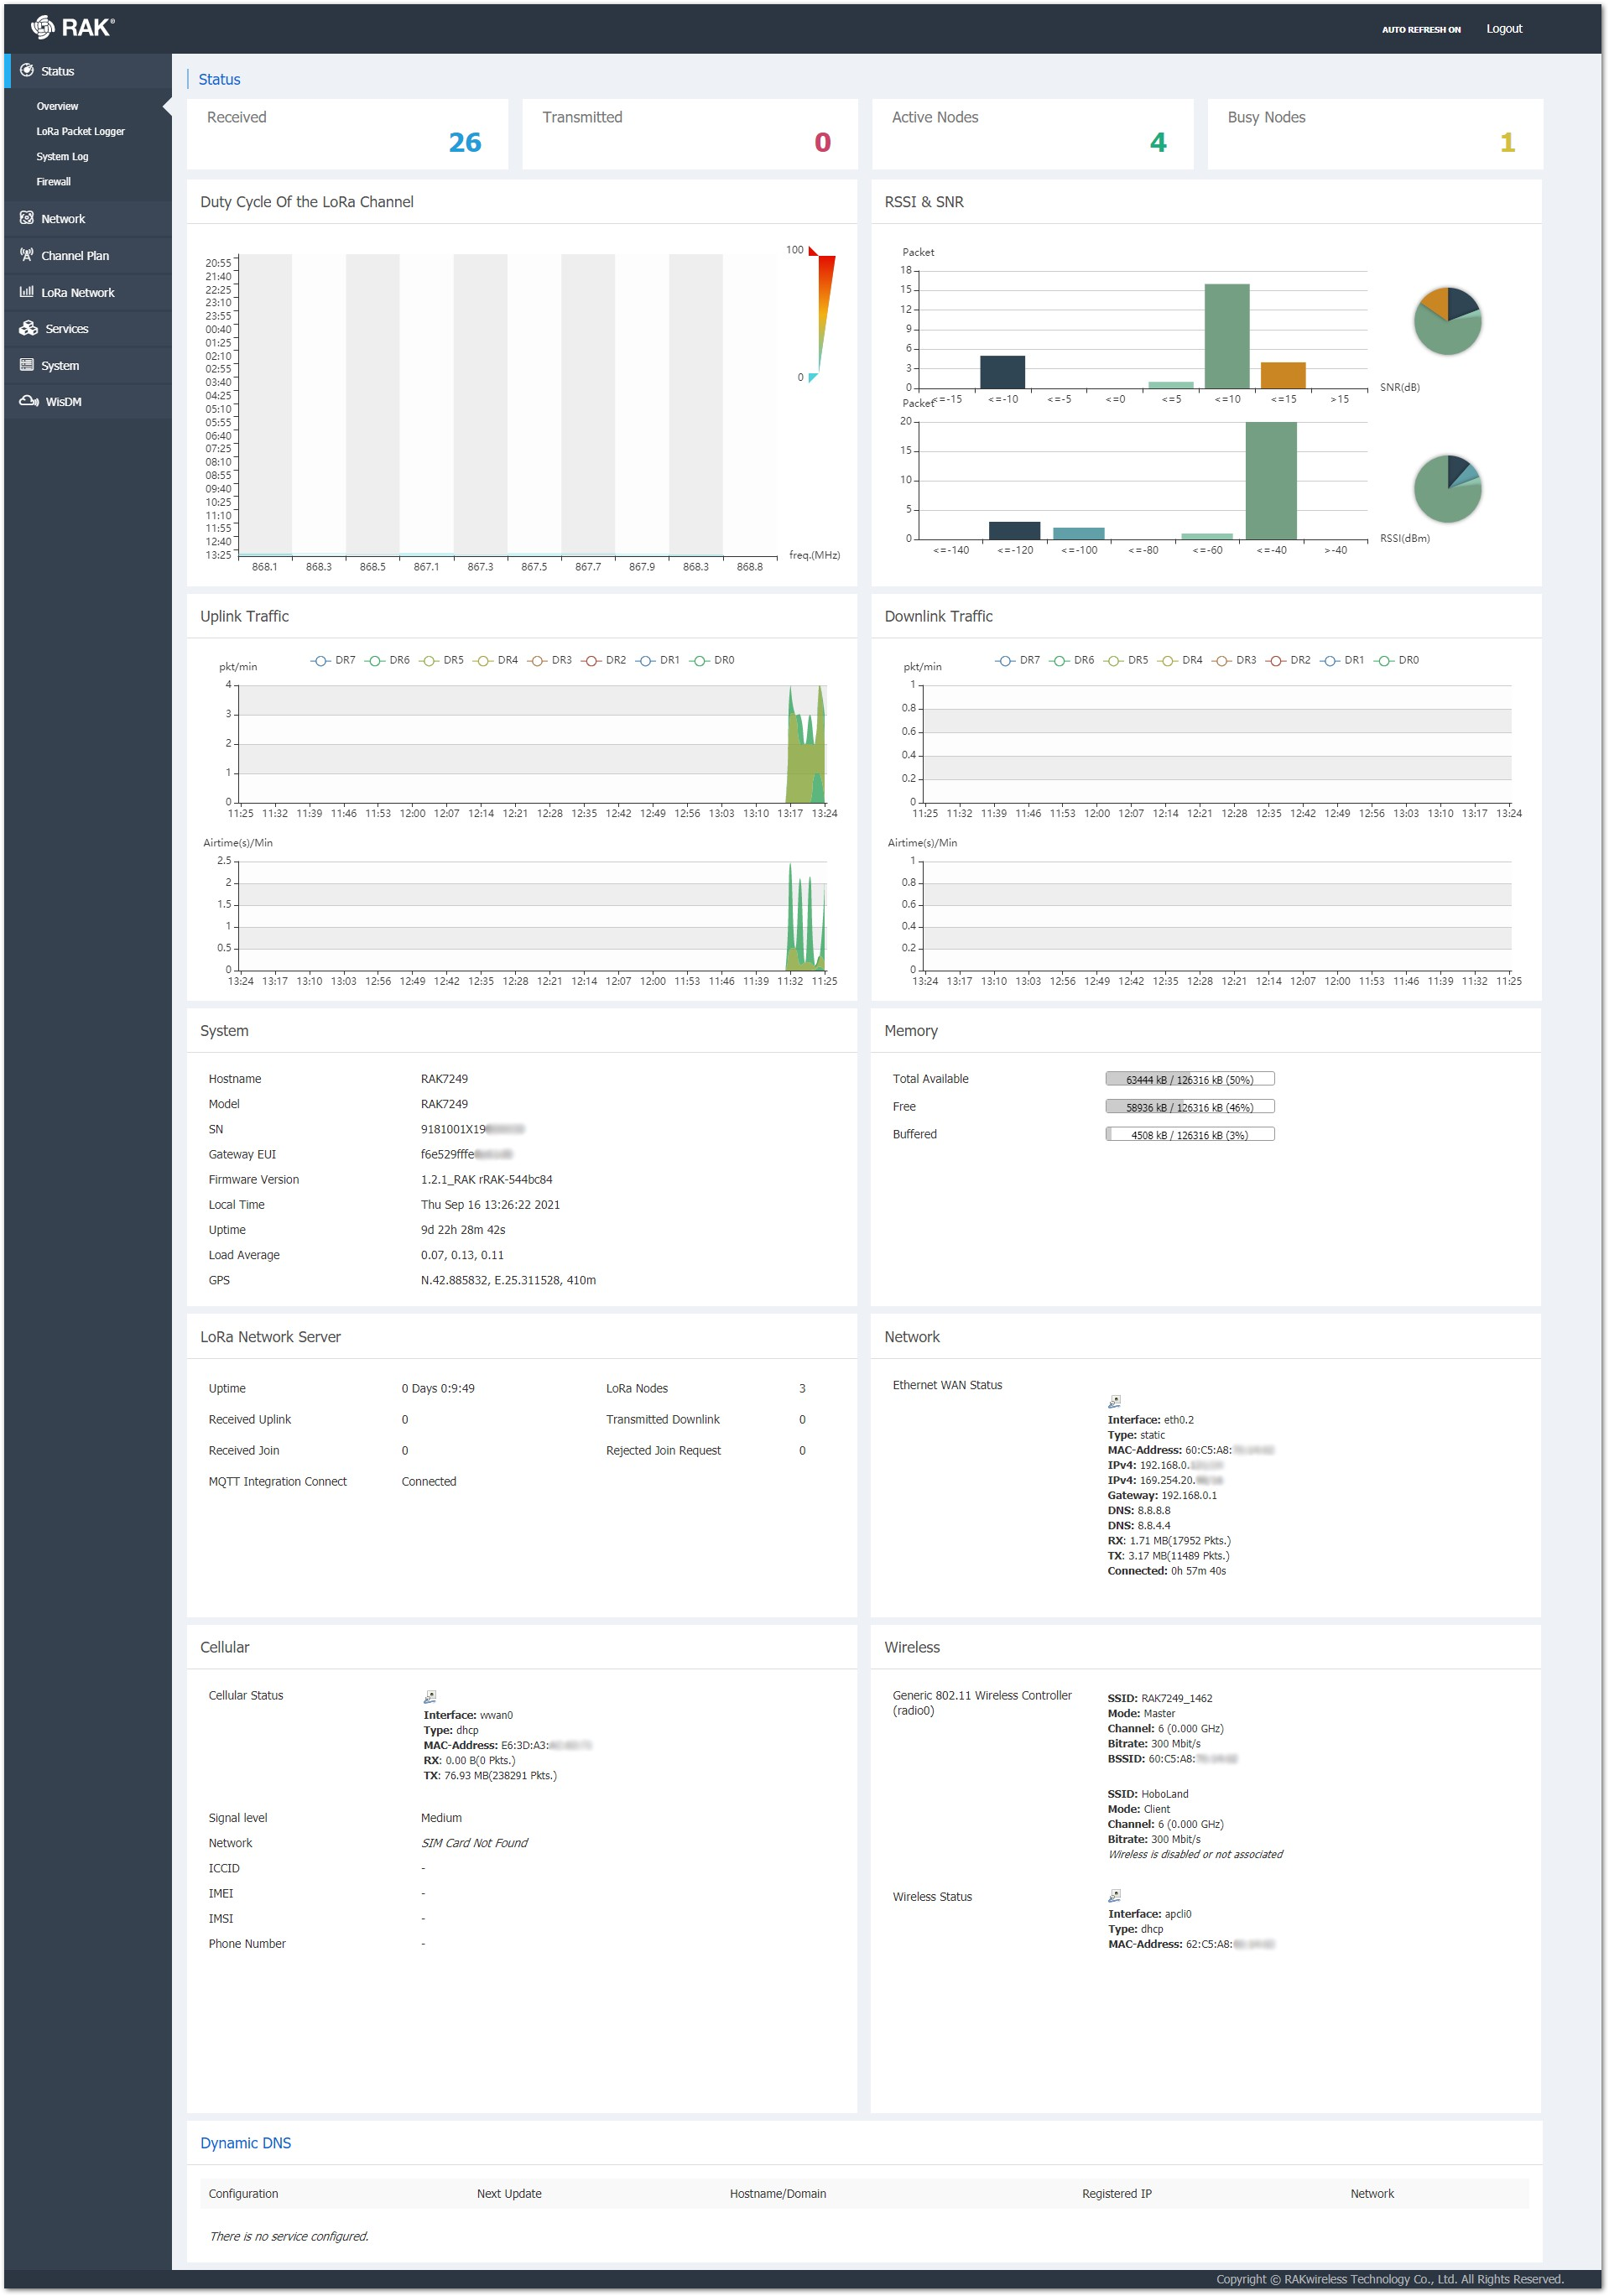 RAK®
AUTO REFRESH ON
Logout
Status
Overview
LoRa Packet Logger
System Log
Firewall
Network
Channel Plan
LoRa Network
Services
System
WisDM
Status
Received
26
Transmitted
0
Active Nodes
4
Busy Nodes
1
Duty Cycle Of the LoRa Channel
20:55
21:40
22:25
23:10
23:55
00:40
01:25
02:10
02:55
03:40
04:25
05:10
05:55
06:40
07:25
08:10
08:55
09:40
10:25
11:10
11:55
12:40
13:25
868.1 868.3 868.5 867.1 867.3 867.5 867.7 867.9 868.3 868.8
freq.(MHz)
100
0
RSSI & SNR
Packet
18
15
12
9
6
3
0
<=-15 <=-10 <=-5 <=0 <=5 <=10 <=15 >15
SNR(dB)
Packet
20
15
10
5
0
<=-140 <=-120 <=-100 <=-80 <=-60 <=-40 >-40
RSSI(dBm)
Uplink Traffic
DR7 DR6 DR5 DR4 DR3 DR2 DR1 DR0
pkt/min
4
3
2
1
0
11:25 11:32 11:39 11:46 11:53 12:00 12:07 12:14 12:21 12:28 12:35 12:42 12:49 12:56 13:03 13:10 13:17 13:24
Airtime(s)/Min
2.5
2
1.5
1
0.5
0
13:24 13:17 13:10 13:03 12:56 12:49 12:42 12:35 12:28 12:21 12:14 12:07 12:00 11:53 11:46 11:39 11:32 11:25
Downlink Traffic
DR7 DR6 DR5 DR4 DR3 DR2 DR1 DR0
pkt/min
1
0.8
0.6
0.4
0.2
0
11:25 11:32 11:39 11:46 11:53 12:00 12:07 12:14 12:21 12:28 12:35 12:42 12:49 12:56 13:03 13:10 13:17 13:24
Airtime(s)/Min
1
0.8
0.6
0.4
0.2
0
13:24 13:17 13:10 13:03 12:56 12:49 12:42 12:35 12:28 12:21 12:14 12:07 12:00 11:53 11:46 11:39 11:32 11:25
System
Hostname RAK7249
Model RAK7249
SN 9181001X19
Gateway EUI f6e529fffe
Firmware Version 1.2.1_RAK rRAK-544bc84
Local Time Thu Sep 16 13:26:22 2021
Uptime 9d 22h 28m 42s
Load Average 0.07, 0.13, 0.11
GPS N.42.885832, E.25.311528, 410m
Memory
Total Available 63444 kB / 126316 kB (50%)
Free 58936 kB / 126316 kB (46%)
Buffered 4508 kB / 126316 kB (3%)
LoRa Network Server
Uptime 0 Days 0:9:49 LoRa Nodes 3
Received Uplink 0 Transmitted Downlink 0
Received Join 0 Rejected Join Request 0
MQTT Integration Connect Connected
Network
Ethernet WAN Status
Interface: eth0.2
Type: static
MAC-Address: 60:C5:A8:
IPv4: 192.168.0.
IPv4: 169.254.20.
Gateway: 192.168.0.1
DNS: 8.8.8.8
DNS: 8.8.4.4
RX: 1.71 MB(17952 Pkts.)
TX: 3.17 MB(11489 Pkts.)
Connected: 0h 57m 40s
Cellular
Cellular Status
Interface: wwan0
Type: dhcp
MAC-Address: E6:3D:A3:
RX: 0.00 B(0 Pkts.)
TX: 76.93 MB(238291 Pkts.)
Signal level Medium
Network SIM Card Not Found
ICCID -
IMEI -
IMSI -
Phone Number -
Wireless
Generic 802.11 Wireless Controller
(radio0)
SSID: RAK7249_1462
Mode: Master
Channel: 6 (0.000 GHz)
Bitrate: 300 Mbit/s
BSSID: 60:C5:A8:
SSID: HoboLand
Mode: Client
Channel: 6 (0.000 GHz)
Bitrate: 300 Mbit/s
Wireless is disabled or not associated
Wireless Status
Interface: apcli0
Type: dhcp
MAC-Address: 62:C5:A8:
Dynamic DNS
Configuration Next Update Hostname/Domain Registered IP Network
There is no service configured.
Copyright © RAKwireless Technology Co., Ltd. All Rights Reserved.